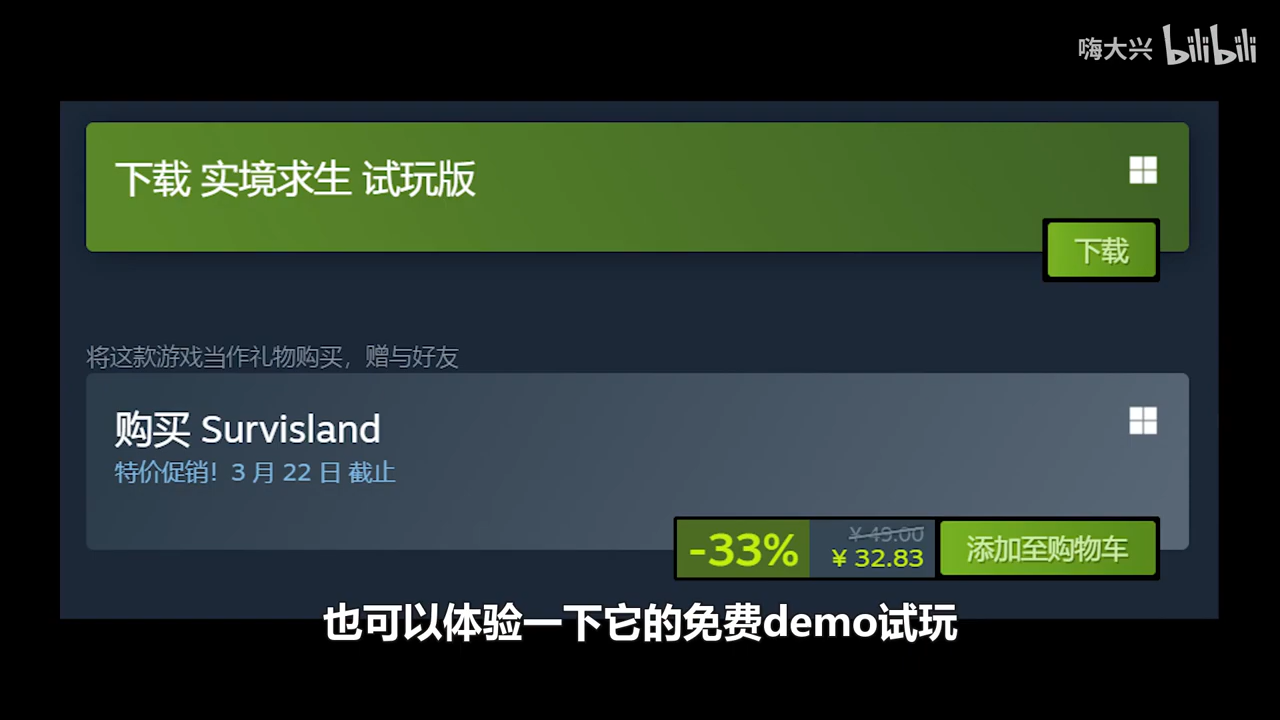 嗨大兴 bilibili
下载 实境求生 试玩版
下载
将这款游戏当作礼物购买，赠与好友
购买 Survisland
特价促销！3 月 22 日 截止
-33%
¥ 49.00
¥ 32.83
添加至购物车
也可以体验一下它的免费demo试玩